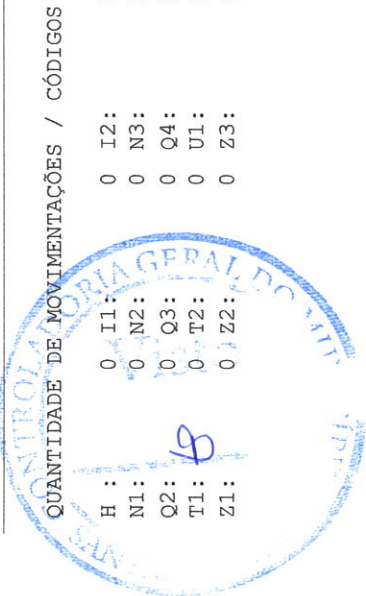 QUANTIDADE DE MOVIMENTAÇÕES / CÓDIGOS
H : 0 I1: 0 I2:
N1: 0 N2: 0 N3:
Q2: 0 Q3: 0 Q4:
T1: 0 T2: 0 U1:
Z1: 0 Z2: 0 Z3:
CONTROLADORIA GERAL DO